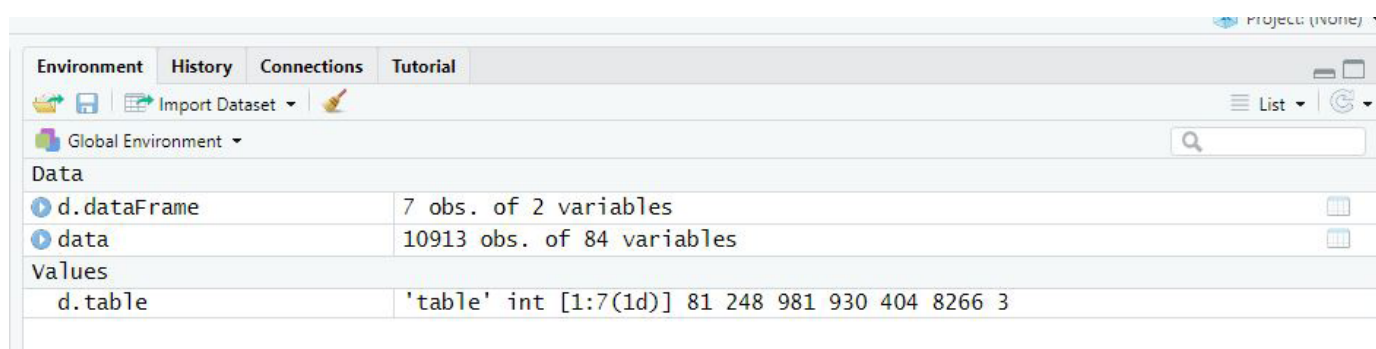 Project: (None)
Environment History Connections Tutorial
Import Dataset List
Global Environment
Data
d.dataFrame 7 obs. of 2 variables
data 10913 obs. of 84 variables
Values
d.table 'table' int [1:7(1d)] 81 248 981 930 404 8266 3